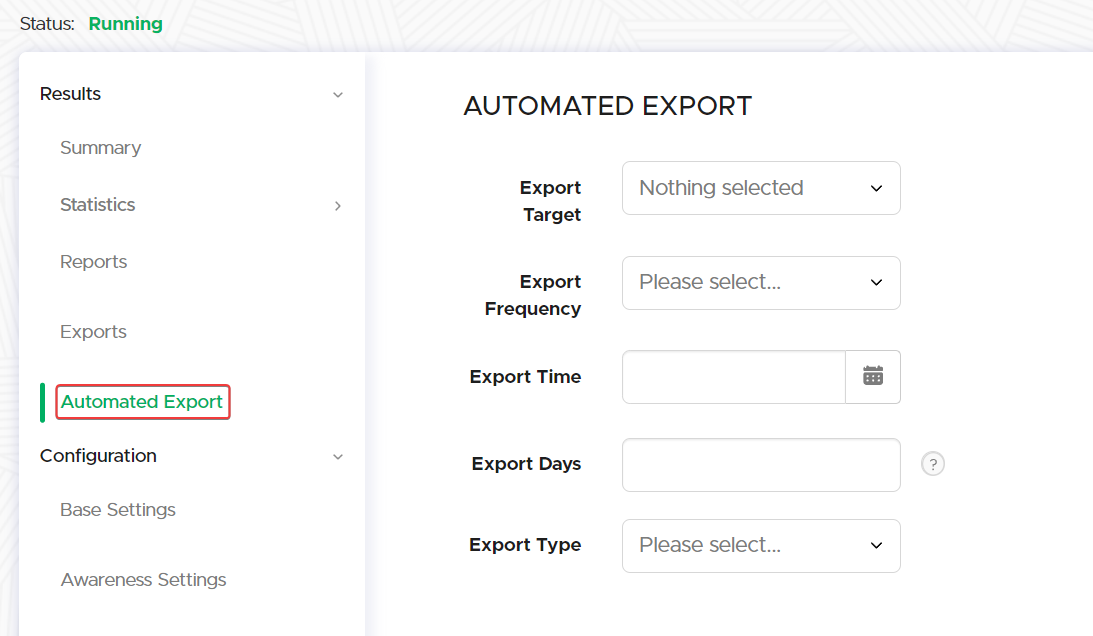 Status: Running
Results
Summary
Statistics
Reports
Exports
Automated Export
Configuration
Base Settings
Awareness Settings
AUTOMATED EXPORT
Export
Target
Nothing selected
Export
Frequency
Please select...
Export Time
Export Days
?
Export Type
Please select...